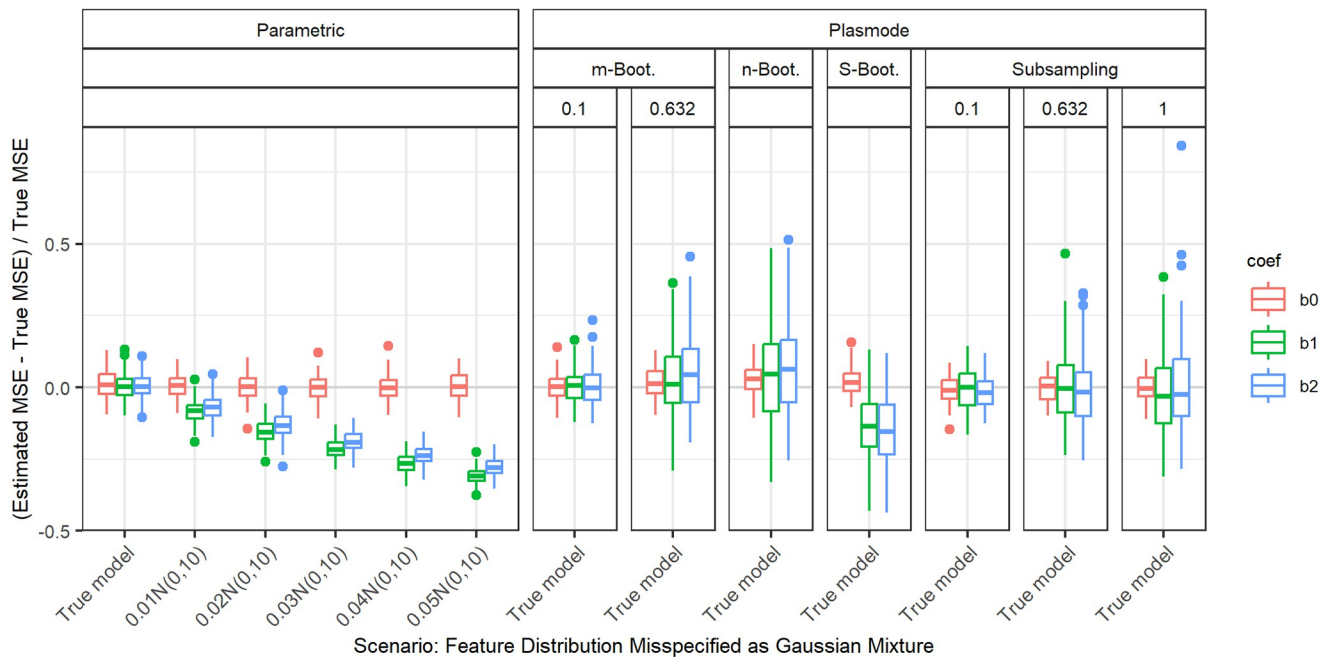 Parametric
Plasmode
m-Boot.
n-Boot.
S-Boot.
Subsampling
0.1
0.632
0.1
0.632
1
(Estimated MSE - True MSE) / True MSE
0.5
0.0
-0.5
True model
0.01N(0,10)
0.02N(0,10)
0.03N(0,10)
0.04N(0,10)
0.05N(0,10)
True model
True model
True model
True model
True model
True model
True model
Scenario: Feature Distribution Misspecified as Gaussian Mixture
coef
b0
b1
b2